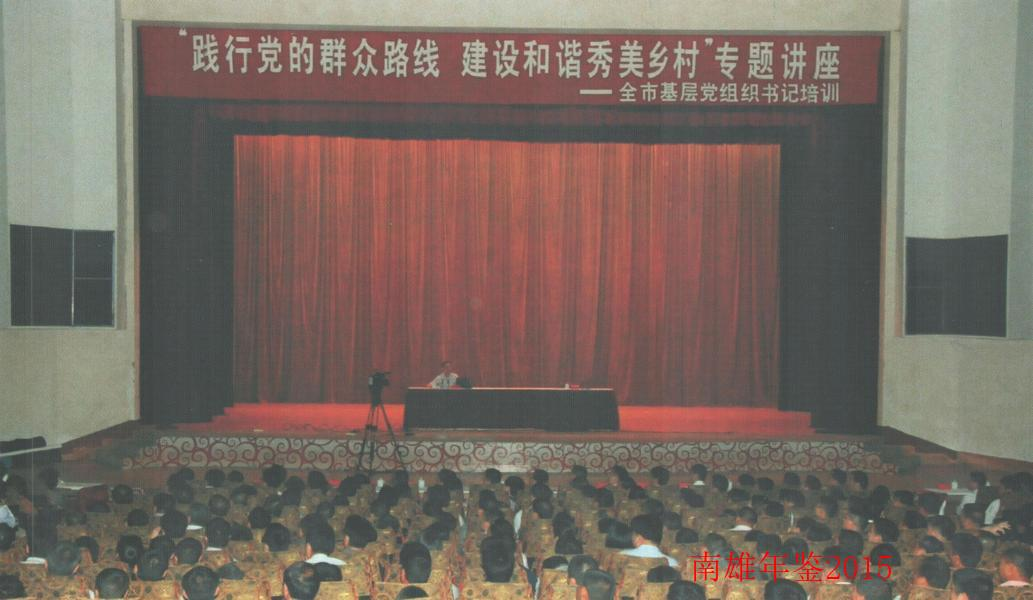 “践行党的群众路线 建设和谐秀美乡村”专题讲座
——全市基层党组织书记培训
南雄年鉴2015